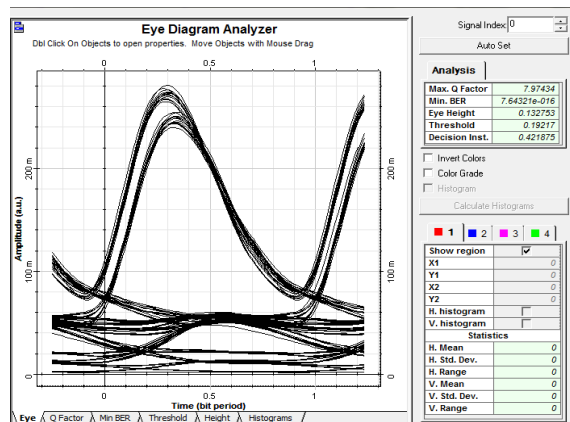 Eye Diagram Analyzer
Dbl Click On Objects to open properties. Move Objects with Mouse Drag
0 0.5 1
Amplitude (a.u.)
200 m
100 m
0
200 m
100 m
0
0 0.5 1
Time (bit period)
Eye Q Factor Min BER Threshold Height Histograms
Signal Index: 0
Auto Set
Analysis
Max. Q Factor 7.97434
Min. BER 7.64321e-016
Eye Height 0.132753
Threshold 0.19217
Decision Inst. 0.421875
Invert Colors
Color Grade
Histogram
Calculate Histograms
1 2 3 4
Show region
X1 0
Y1 0
X2 0
Y2 0
H. histogram
V. histogram
Statistics
H. Mean 0
H. Std. Dev. 0
H. Range 0
V. Mean 0
V. Std. Dev. 0
V. Range 0